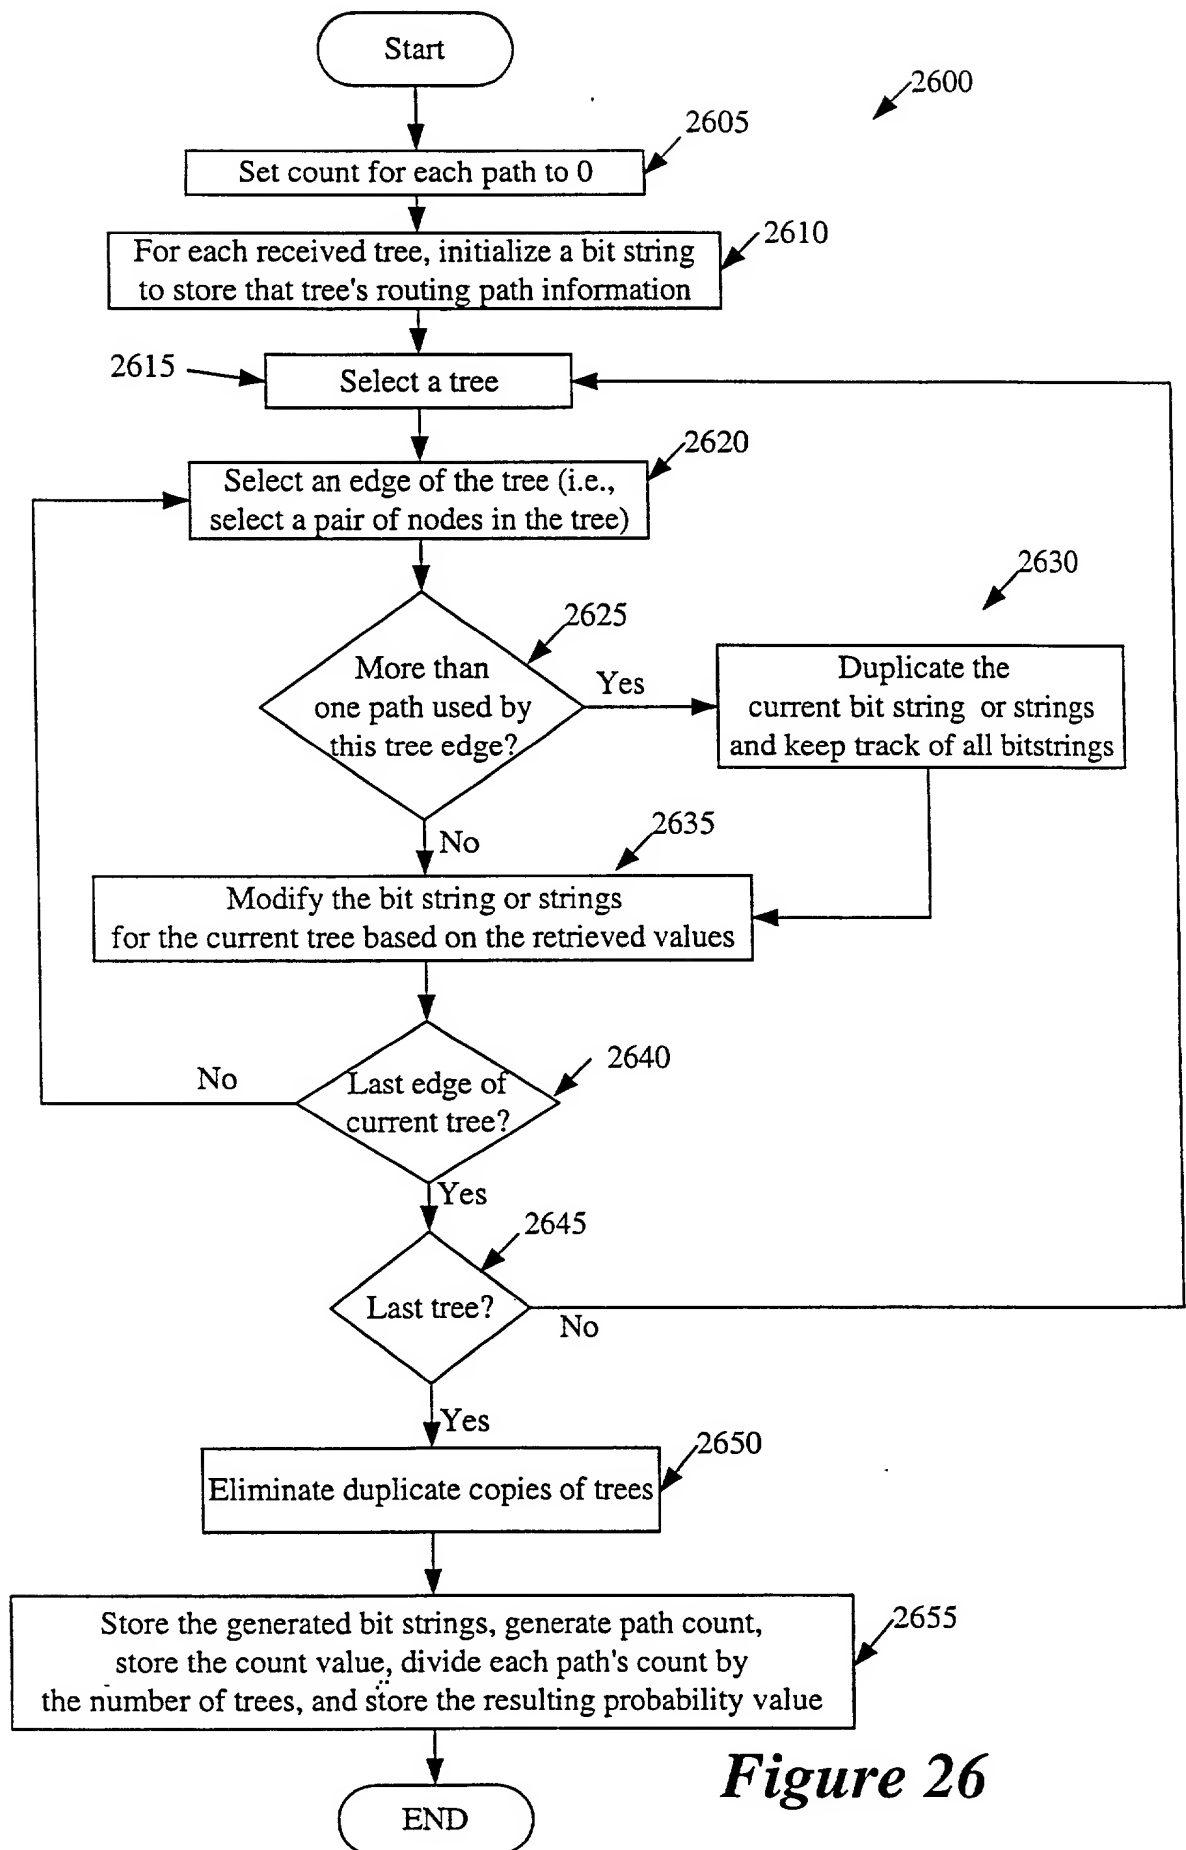 Start
2600
2605
Set count for each path to 0
2610
For each received tree, initialize a bit string
to store that tree's routing path information
2615
Select a tree
2620
Select an edge of the tree (i.e.,
select a pair of nodes in the tree)
2630
2625
More than
one path used by
this tree edge?
Yes
Duplicate the
current bit string or strings
and keep track of all bitstrings
No
2635
Modify the bit string or strings
for the current tree based on the retrieved values
2640
No
Last edge of
current tree?
Yes
2645
Last tree?
No
Yes
2650
Eliminate duplicate copies of trees
2655
Store the generated bit strings, generate path count,
store the count value, divide each path's count by
the number of trees, and store the resulting probability value
Figure 26
END